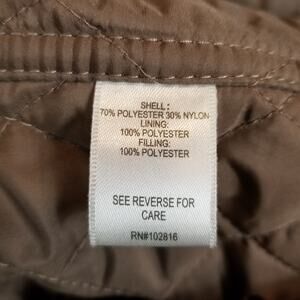 SHELL:
70% POLYESTER 30% NYLON
LINING:
100% POLYESTER
FILLING:
100% POLYESTER
SEE REVERSE FOR
CARE
RN#102816